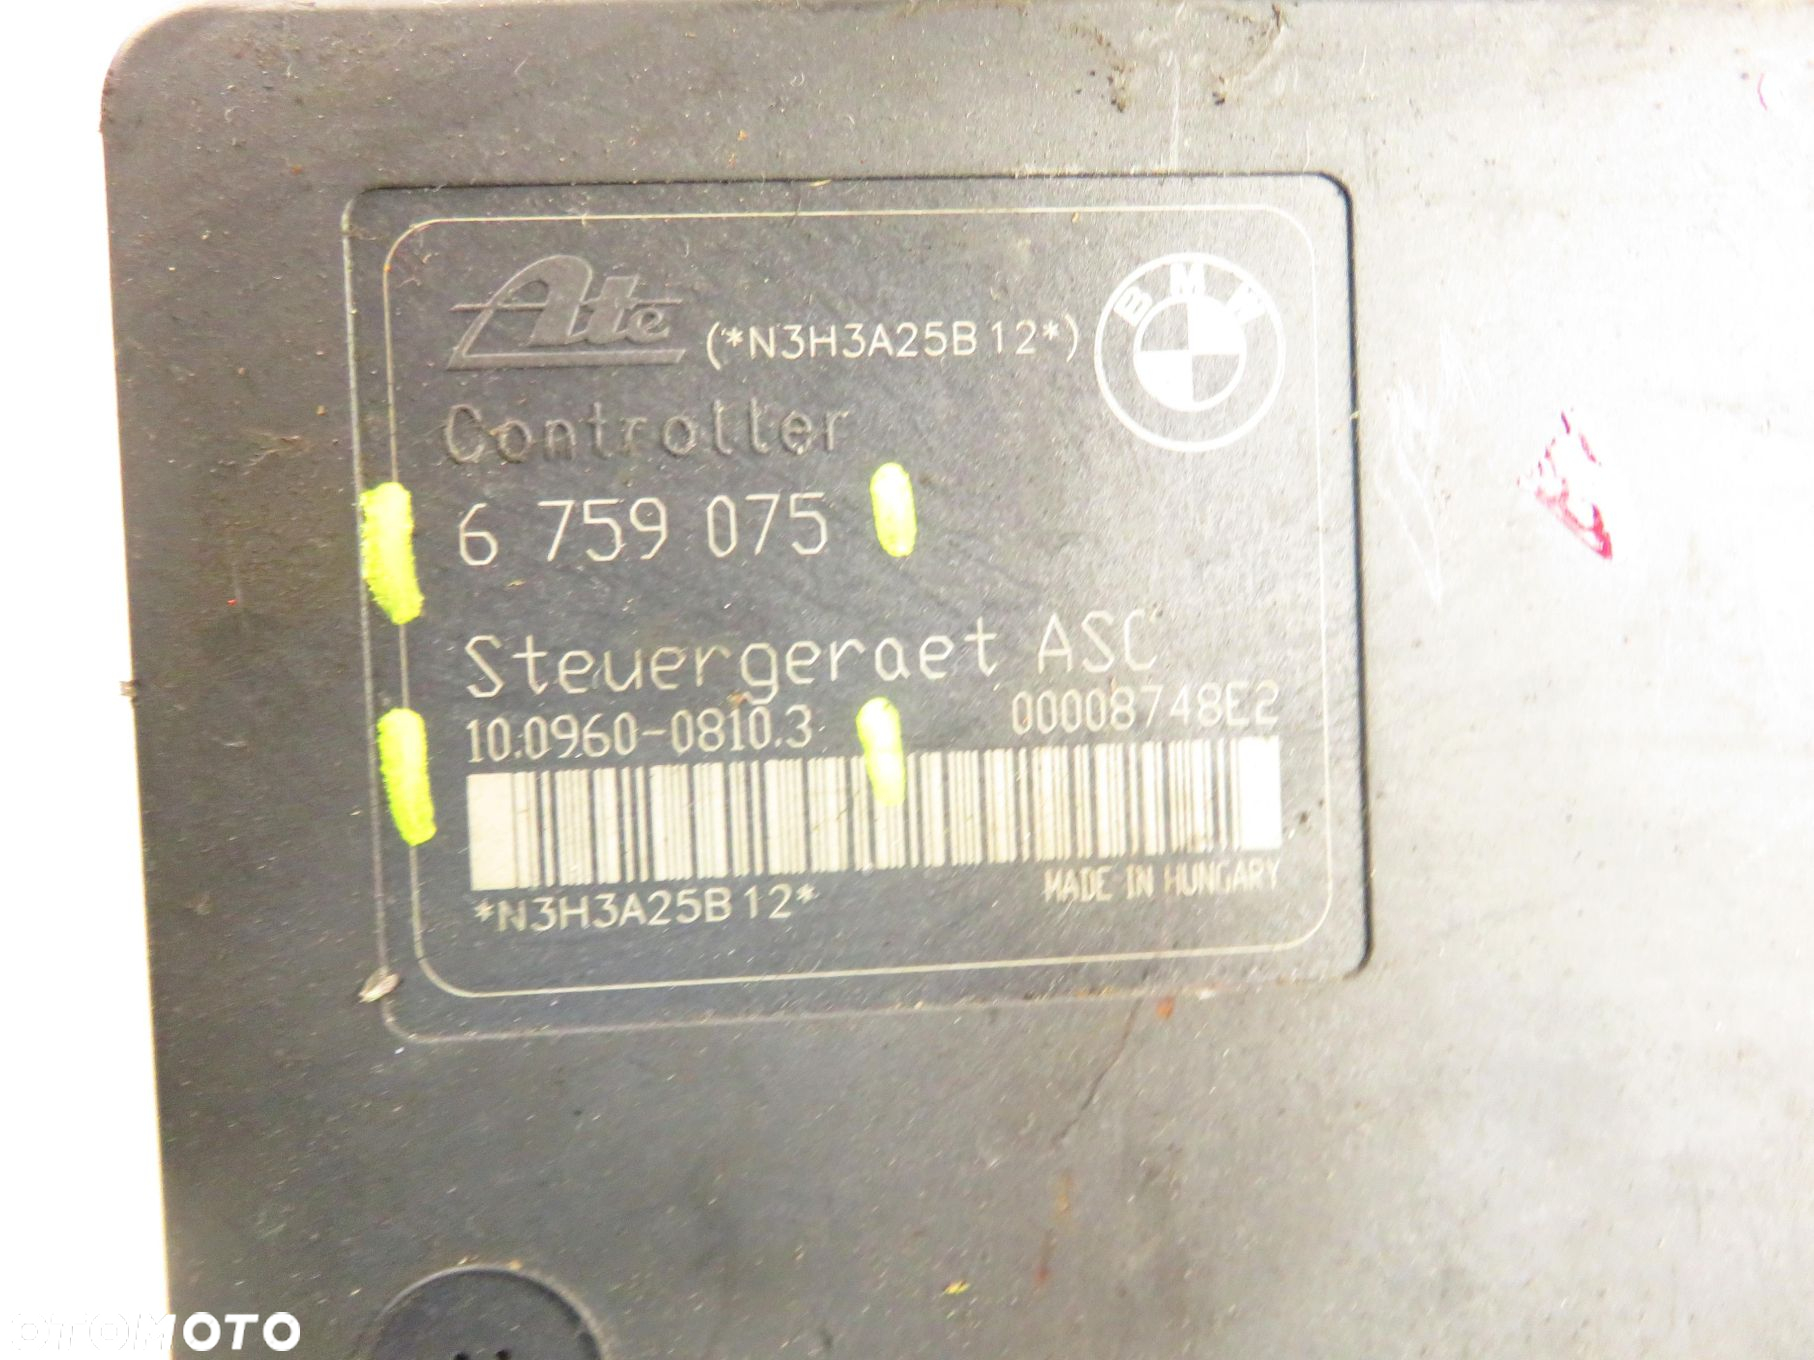 Ate (*N3H3A25B12*) BMW
Controller
6 759 075
Steuergeraet ASC
10.0960-0810.3 00008748E2
*N3H3A25B12* MADE IN HUNGARY
OTOMOTO